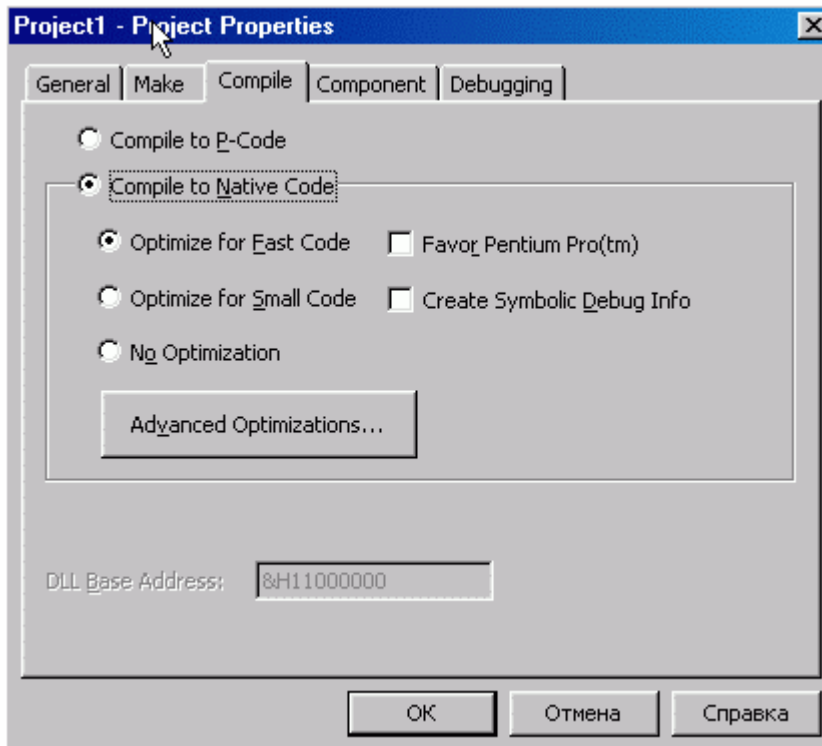 Project1 - Project Properties
General Make Compile Component Debugging
Compile to P-Code
Compile to Native Code
Optimize for Fast Code Favor Pentium Pro(tm)
Optimize for Small Code Create Symbolic Debug Info
No Optimization
Advanced Optimizations...
DLL Base Address: &H11000000
OK Отмена Справка